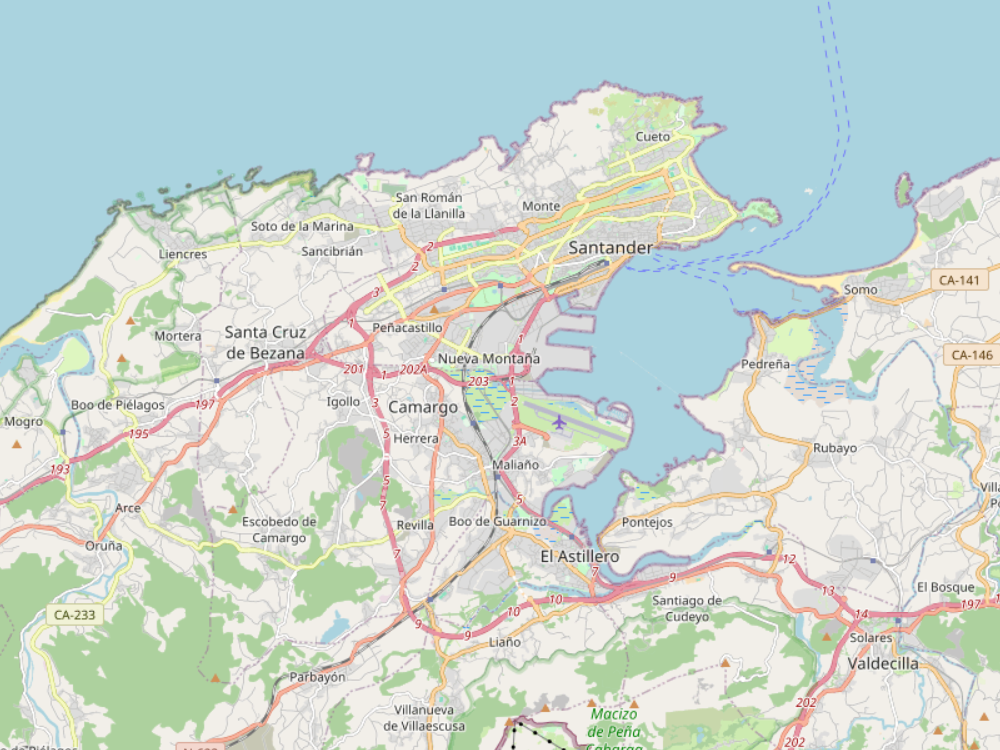 Cueto
San Román
de la Llanilla
Monte
Soto de la Marina
2
Santander
Sancibrián
Liencres
2
CA-141
Somo
3
Peñacastillo
1
1
Santa Cruz
de Bezana
Mortera
Nueva Montaña
CA-146
Pedreña
201
1
202A
203
1
197
Igollo
3
2
Boo de Piélagos
Camargo
Mogro
195
5
Herrera
3A
Rubayo
193
Maliaño
5
7
5
Arce
Escobedo de
Camargo
Revilla
Boo de Guarnizo
Pontejos
Oruña
7
El Astillero
7
9
12
13
El Bosque
CA-233
10
10
Santiago de
Cudeyo
14
197
9
9
Liaño
Solares
Valdecilla
Parbayón
202
Villanueva
de Villaescusa
Macizo
de Peña
Cabarga
202